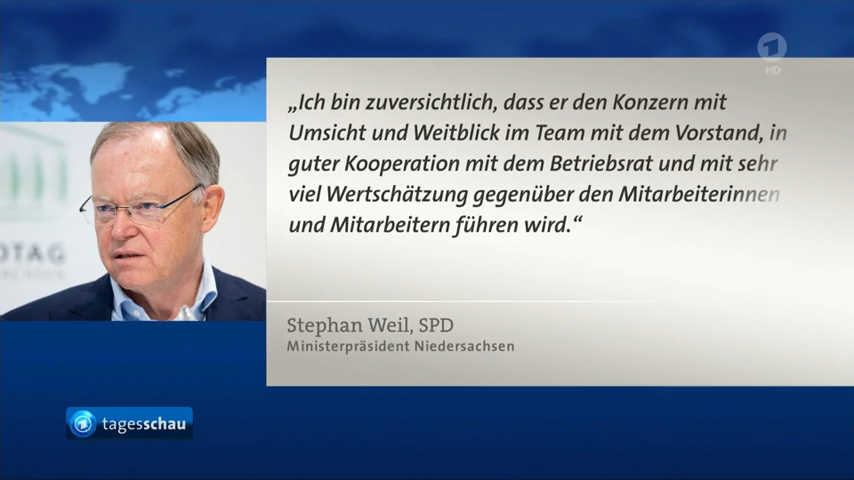 HD
„Ich bin zuversichtlich, dass er den Konzern mit
Umsicht und Weitblick im Team mit dem Vorstand, in
guter Kooperation mit dem Betriebsrat und mit sehr
viel Wertschätzung gegenüber den Mitarbeiterinnen
und Mitarbeitern führen wird.“
DTAG
Stephan Weil, SPD
Ministerpräsident Niedersachsen
tagesschau